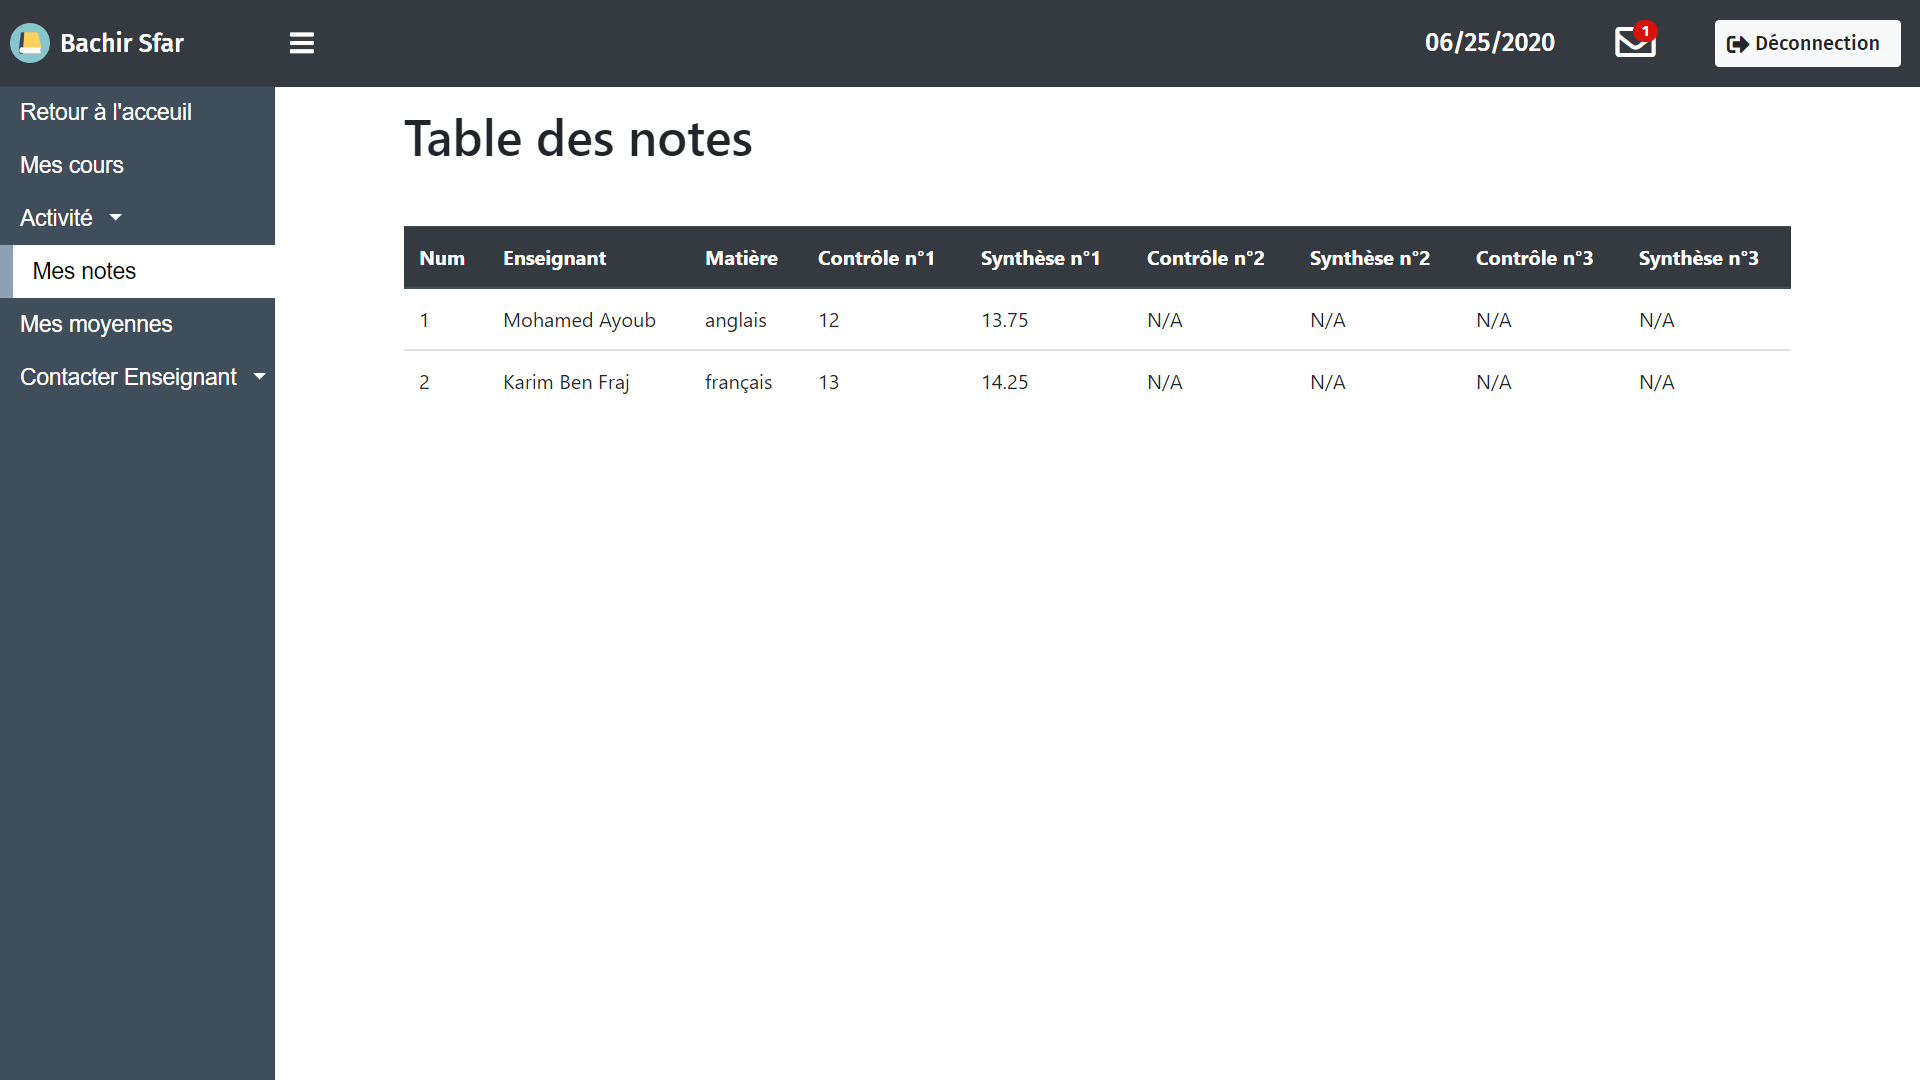 Bachir Sfar
06/25/2020
1
Déconnection
Retour à l'acceuil
Mes cours
Activité
Mes notes
Mes moyennes
Contacter Enseignant
Table des notes
Num Enseignant Matière Contrôle n°1 Synthèse n°1 Contrôle n°2 Synthèse n°2 Contrôle n°3 Synthèse n°3
1 Mohamed Ayoub anglais 12 13.75 N/A N/A N/A N/A
2 Karim Ben Fraj français 13 14.25 N/A N/A N/A N/A